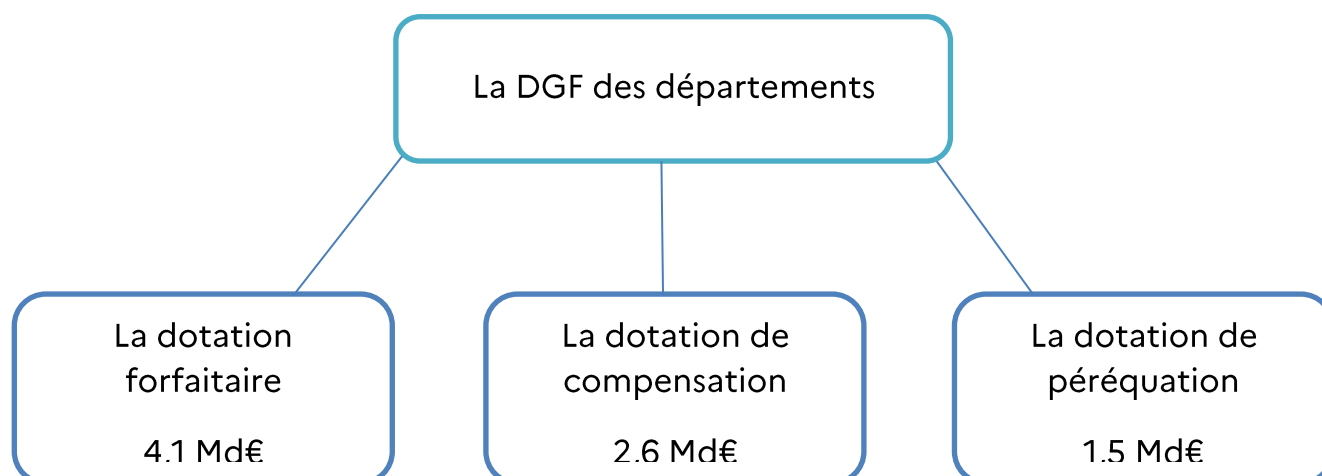 La DGF des départements
La dotation
forfaitaire
4,1 Md€
La dotation de
compensation
2,6 Md€
La dotation de
péréquation
1,5 Md€